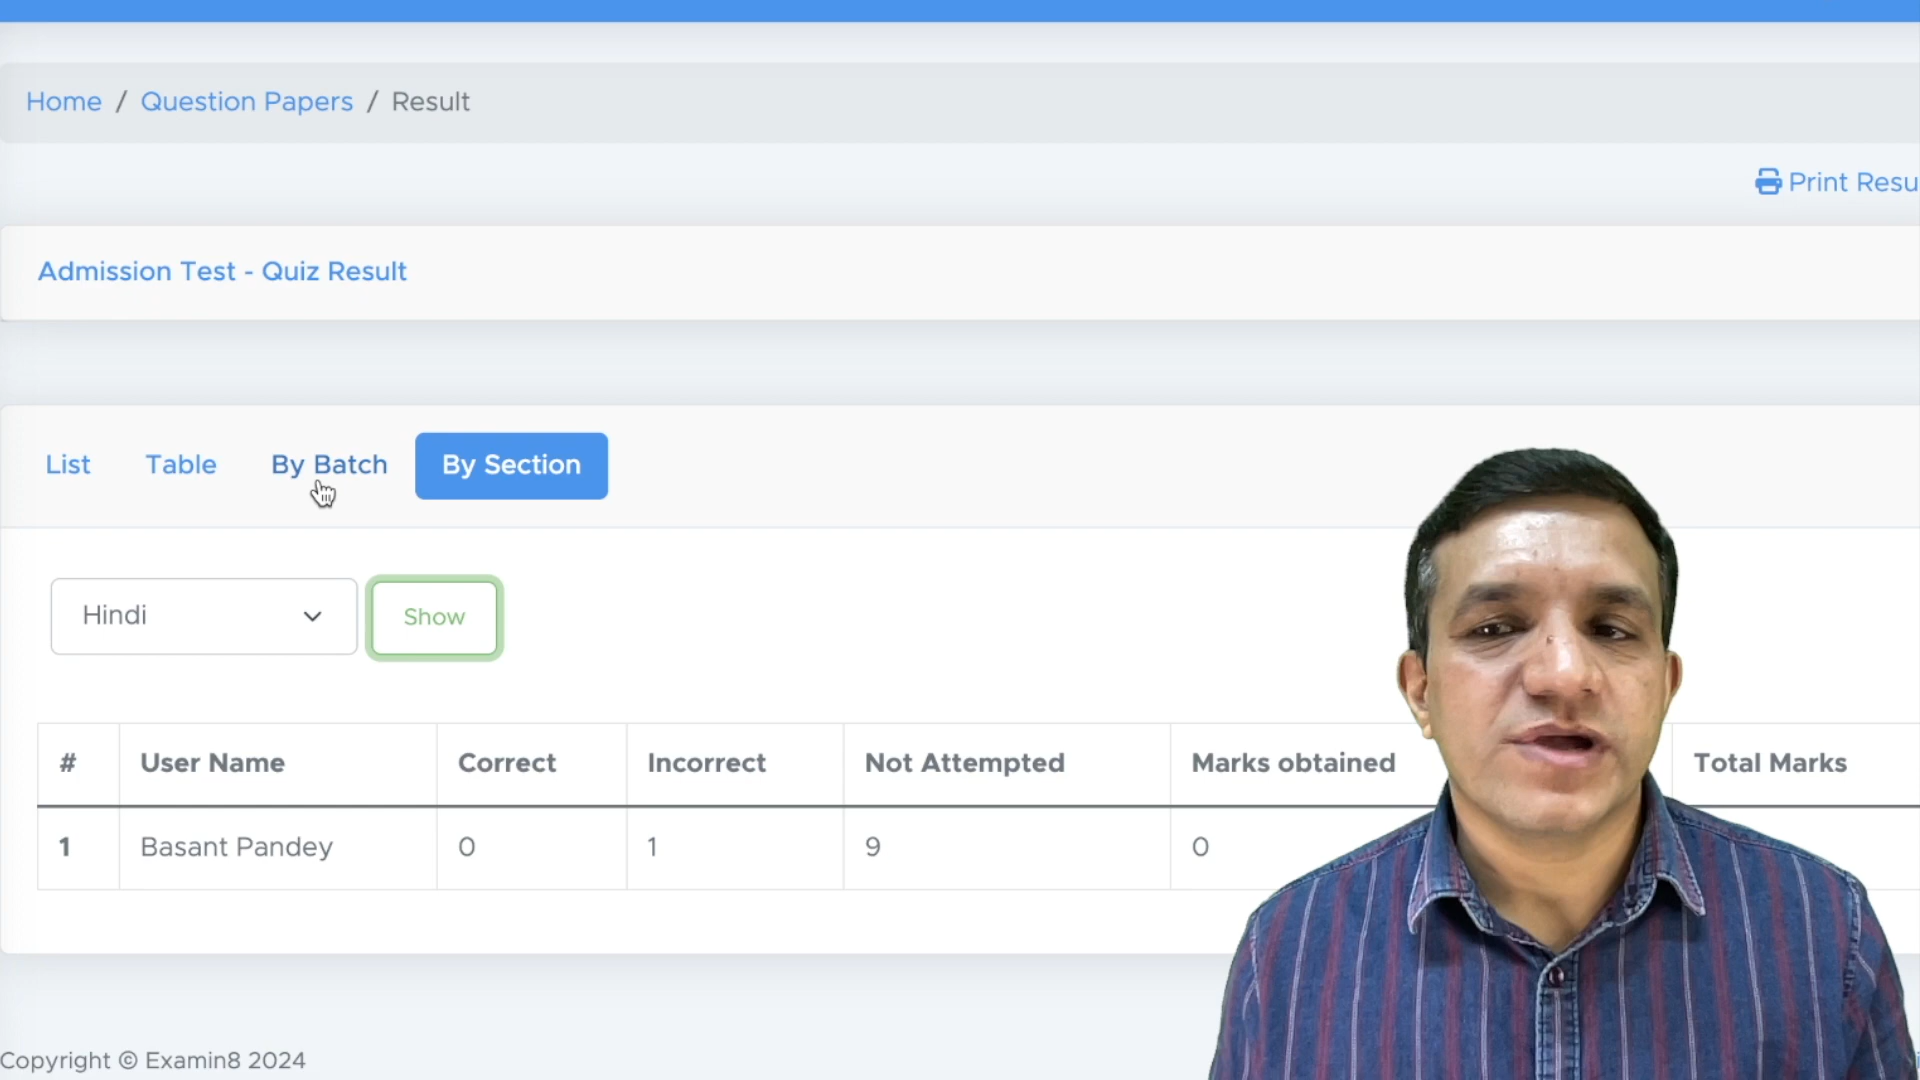 Home / Question Papers / Result
Print Resu
Admission Test - Quiz Result
List Table By Batch By Section
Hindi Show
# User Name Correct Incorrect Not Attempted Marks obtained Total Marks
1 Basant Pandey 0 1 9 0
Copyright © Examin8 2024